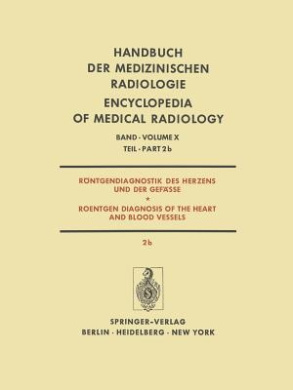 HANDBUCH
DER MEDIZINISCHEN
RADIOLOGIE
ENCYCLOPEDIA
OF MEDICAL RADIOLOGY
BAND · VOLUME X
TEIL · PART 2b
RÖNTGENDIAGNOSTIK DES HERZENS
UND DER GEFÄSSE
*
ROENTGEN DIAGNOSIS OF THE HEART
AND BLOOD VESSELS
2b
SPRINGER-VERLAG
BERLIN · HEIDELBERG · NEW YORK